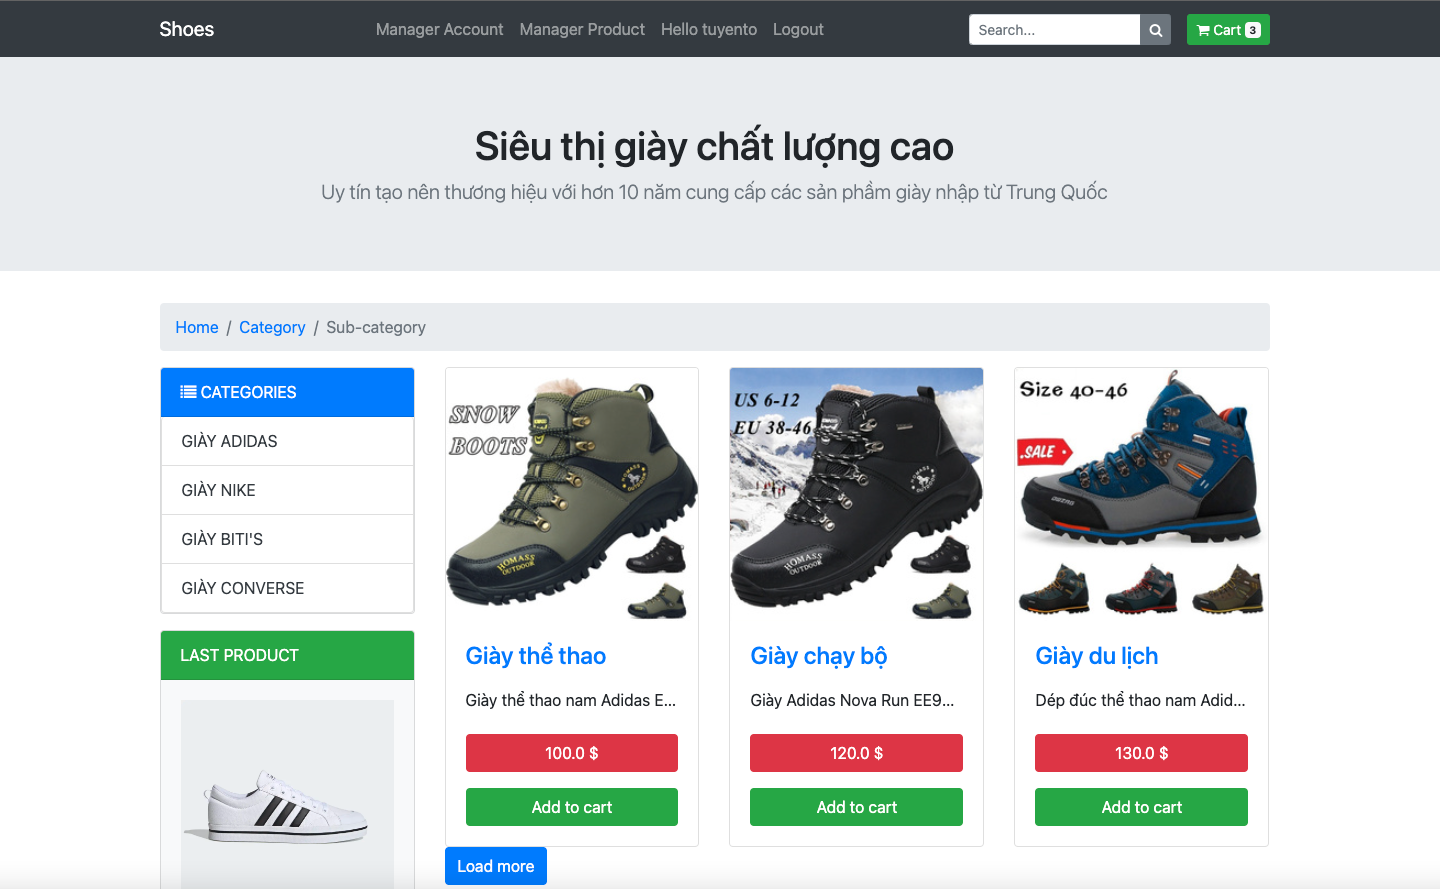 Shoes
Manager Account
Manager Product
Hello tuyento
Logout
Search...
Cart 3
Siêu thị giày chất lượng cao
Uy tín tạo nên thương hiệu với hơn 10 năm cung cấp các sản phầm giày nhập từ Trung Quốc
Home / Category / Sub-category
CATEGORIES
GIÀY ADIDAS
GIÀY NIKE
GIÀY BITI'S
GIÀY CONVERSE
LAST PRODUCT
SNOW
BOOTS
HOMASS
OUTDOOR
Giày thể thao
Giày thể thao nam Adidas E...
100.0 $
Add to cart
US 6-12
EU 38-46
HOMASS
OUTDOOR
Giày chạy bộ
Giày Adidas Nova Run EE9...
120.0 $
Add to cart
Size 40-46
.SALE
Giày du lịch
Dép đúc thể thao nam Adid...
130.0 $
Add to cart
Load more